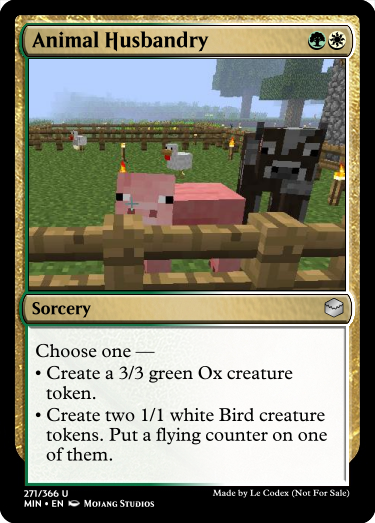 Animal Husbandry
Sorcery
Choose one —
• Create a 3/3 green Ox creature
token.
• Create two 1/1 white Bird creature
tokens. Put a flying counter on one
of them.
271/366 U
MIN • EN Mojang Studios
Made by Le Codex (Not For Sale)